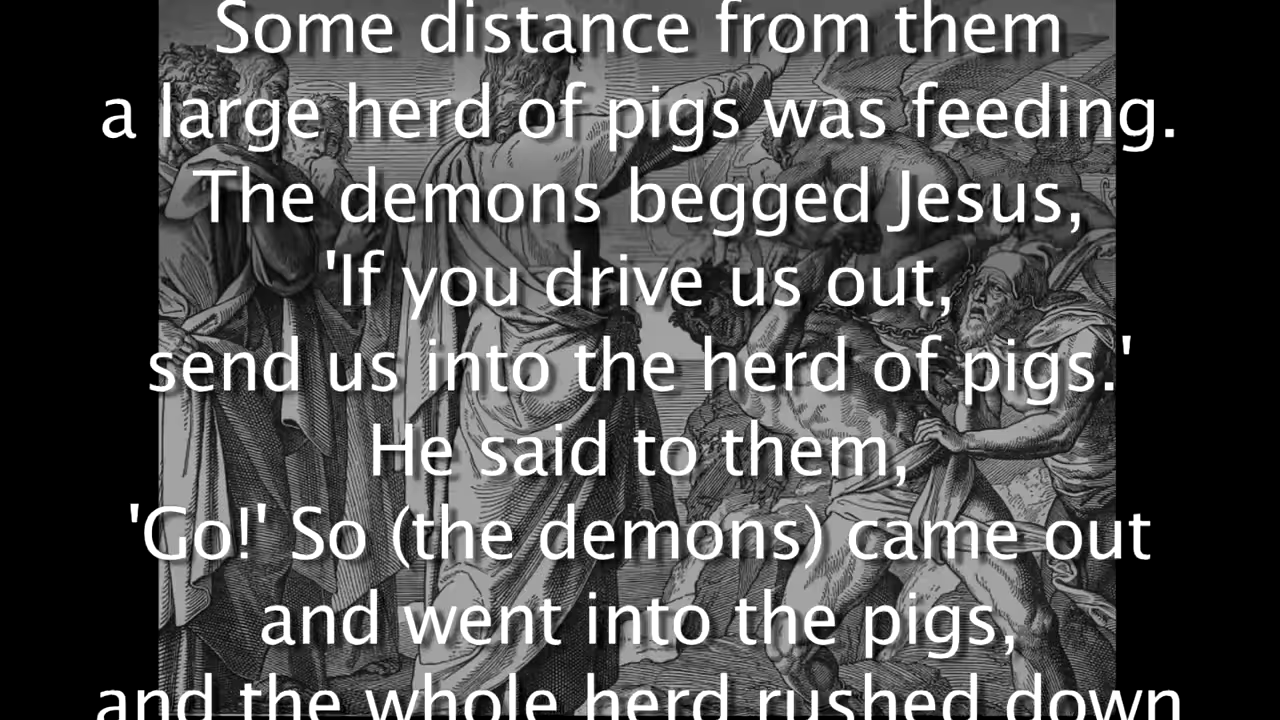 Some distance from them
a large herd of pigs was feeding.
The demons begged Jesus,
'If you drive us out,
send us into the herd of pigs.'
He said to them,
'Go!' So (the demons) came out
and went into the pigs,
and the whole herd rushed down